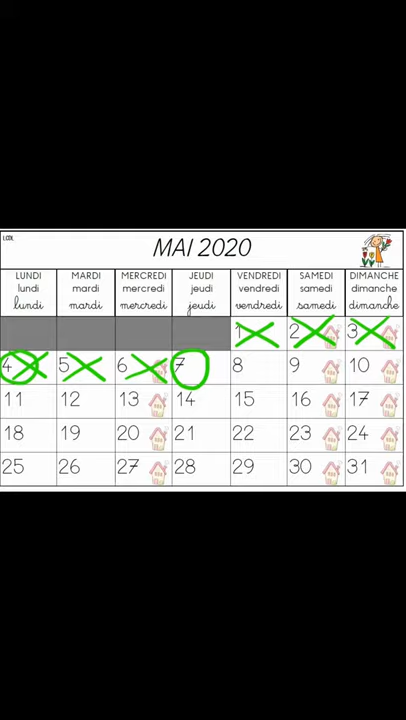 LCDL
MAI 2020
LUNDI MARDI MERCREDI JEUDI VENDREDI SAMEDI DIMANCHE
lundi mardi mercredi jeudi vendredi samedi dimanche
lundi mardi mercredi jeudi vendredi samedi dimanche
1 2 3
4 5 6 7 8 9 10
11 12 13 14 15 16 17
18 19 20 21 22 23 24
25 26 27 28 29 30 31